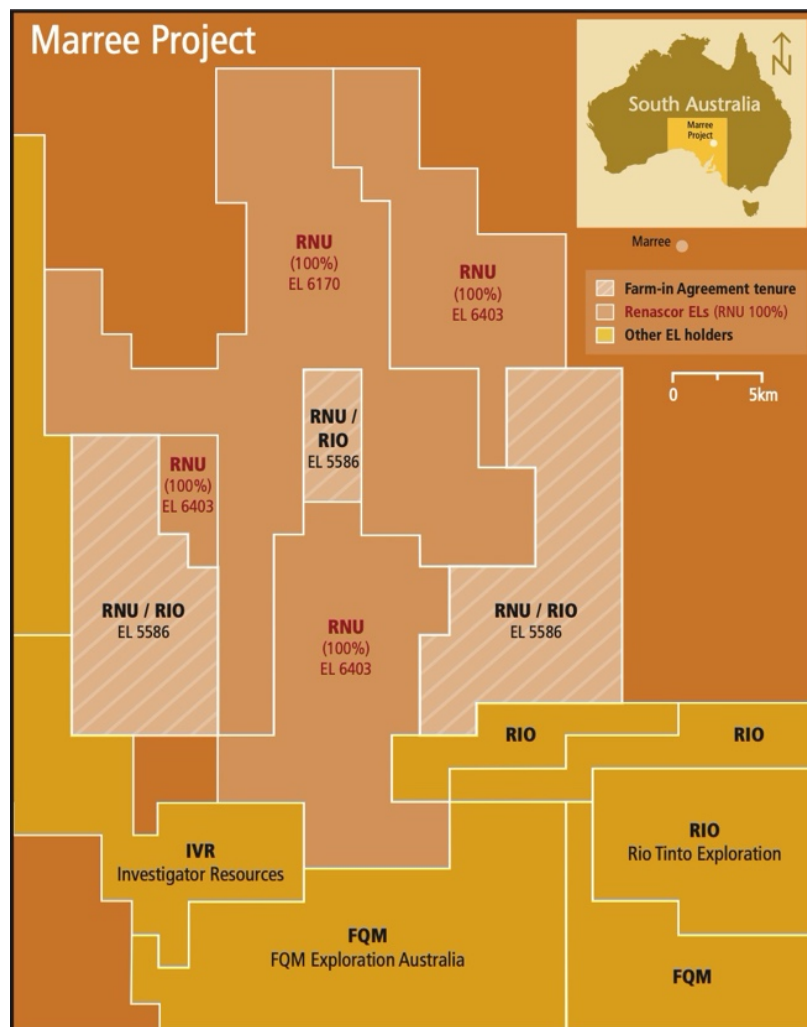 Marree Project
N
South Australia
Marree
Project
Marree
Farm-in Agreement tenure
Renascor ELs (RNU 100%)
Other EL holders
0 5km
RNU
(100%)
EL 6170
RNU
(100%)
EL 6403
RNU /
RIO
EL 5586
RNU
(100%)
EL 6403
RNU / RIO
EL 5586
RNU
(100%)
EL 6403
RNU / RIO
EL 5586
RIO
RIO
IVR
Investigator Resources
RIO
Rio Tinto Exploration
FQM
FQM Exploration Australia
FQM